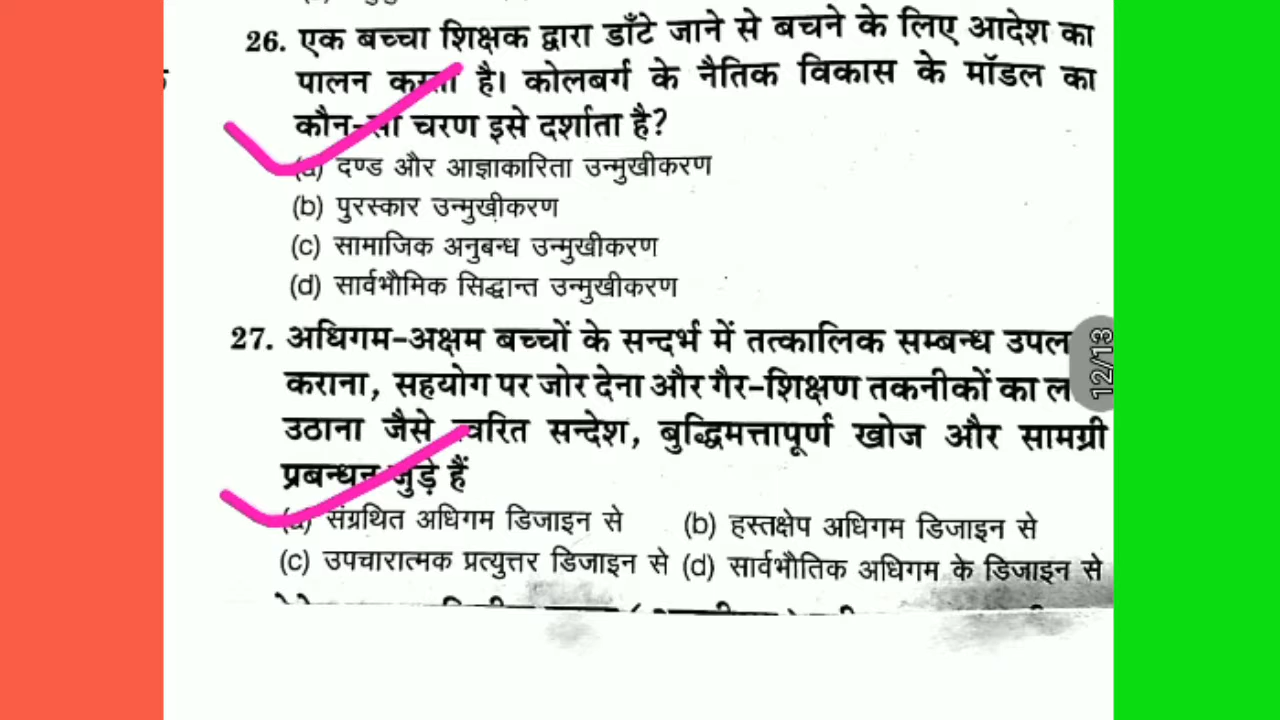 26. एक बच्चा शिक्षक द्वारा डाँटे जाने से बचने के लिए आदेश का
पालन करता है। कोलबर्ग के नैतिक विकास के मॉडल का
कौन-सा चरण इसे दर्शाता है?
(a) दण्ड और आज्ञाकारिता उन्मुखीकरण
(b) पुरस्कार उन्मुखीकरण
(c) सामाजिक अनुबन्ध उन्मुखीकरण
(d) सार्वभौमिक सिद्धान्त उन्मुखीकरण
27. अधिगम-अक्षम बच्चों के सन्दर्भ में तत्कालिक सम्बन्ध उपल
कराना, सहयोग पर जोर देना और गैर-शिक्षण तकनीकों का ल
उठाना जैसे त्वरित सन्देश, बुद्धिमत्तापूर्ण खोज और सामग्री
प्रबन्धन जुड़े हैं
(a) संग्रथित अधिगम डिजाइन से (b) हस्तक्षेप अधिगम डिजाइन से
(c) उपचारात्मक प्रत्युत्तर डिजाइन से (d) सार्वभौतिक अधिगम के डिजाइन से
12/13